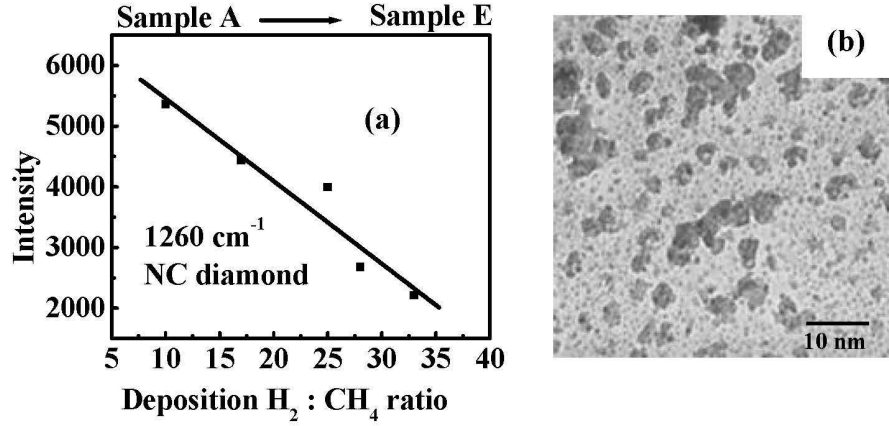 Sample A Sample E
(a)
(b)
6000
5000
4000
3000
2000
Intensity
1260 cm⁻¹
NC diamond
5 10 15 20 25 30 35 40
Deposition H₂ : CH₄ ratio
10 nm